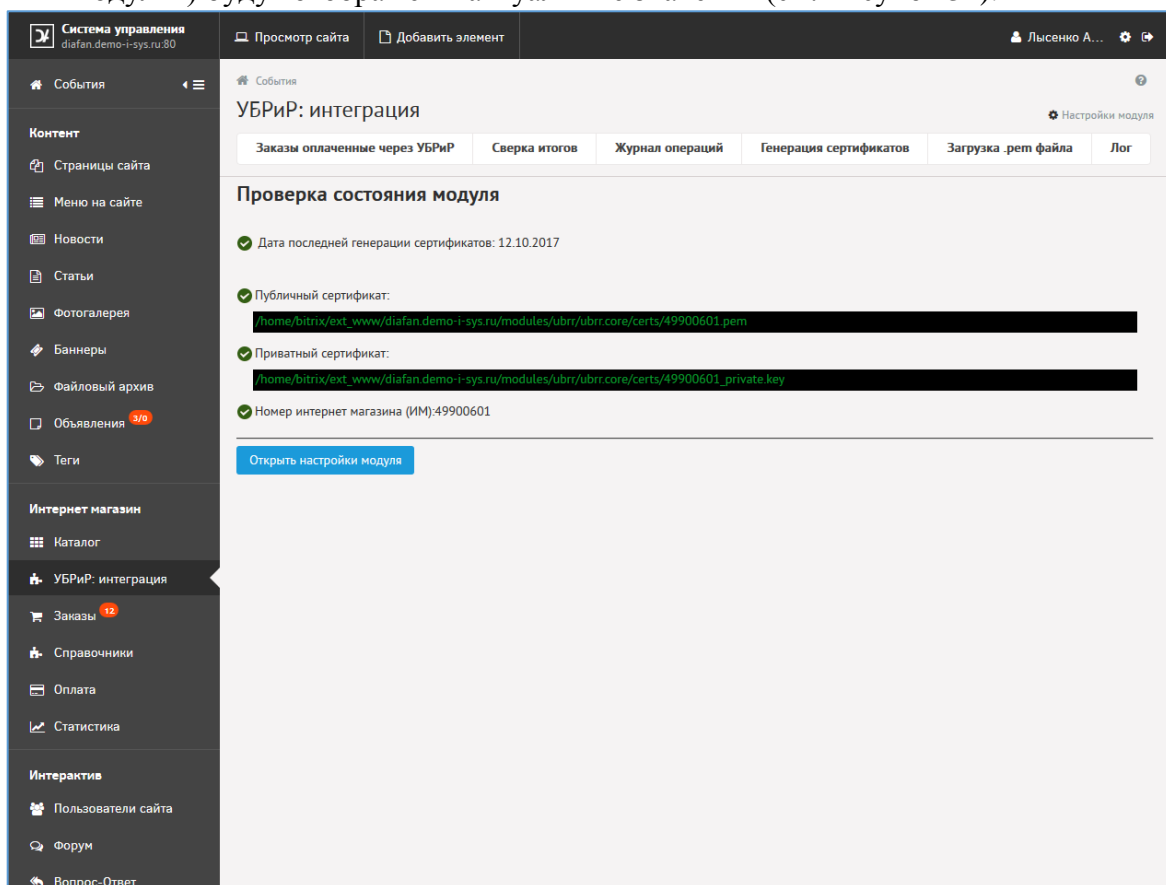 Система управления
diafan.demo-i-sys.ru:80
Просмотр сайта
Добавить элемент
Лысенко А...
События
Контент
Страницы сайта
Меню на сайте
Новости
Статьи
Фотогалерея
Баннеры
Файловый архив
Объявления 3/0
Теги
Интернет магазин
Каталог
УБРиР: интеграция
Заказы 12
Справочники
Оплата
Статистика
Интерактив
Пользователи сайта
Форум
Вопрос-Ответ
События
УБРиР: интеграция
Настройки модуля
Заказы оплаченные через УБРиР
Сверка итогов
Журнал операций
Генерация сертификатов
Загрузка .pem файла
Лог
Проверка состояния модуля
Дата последней генерации сертификатов: 12.10.2017
Публичный сертификат:
/home/bitrix/ext_www/diafan.demo-i-sys.ru/modules/ubrr/ubrr.core/certs/49900601.pem
Приватный сертификат:
/home/bitrix/ext_www/diafan.demo-i-sys.ru/modules/ubrr/ubrr.core/certs/49900601_private.key
Номер интернет магазина (ИМ):49900601
Открыть настройки модуля